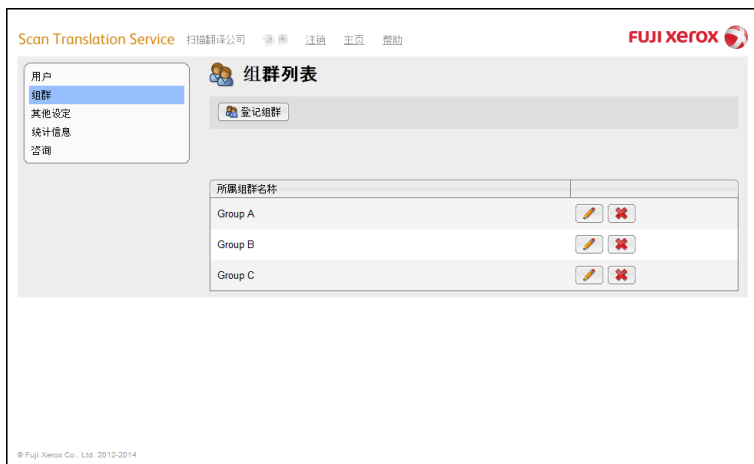 Scan Translation Service 扫描翻译公司 注销 主页 帮助
FUJI xerox
用户
组群
其他设定
统计信息
咨询
组群列表
登记组群
所属组群名称
Group A
Group B
Group C
© Fuji Xerox Co., Ltd. 2012-2014